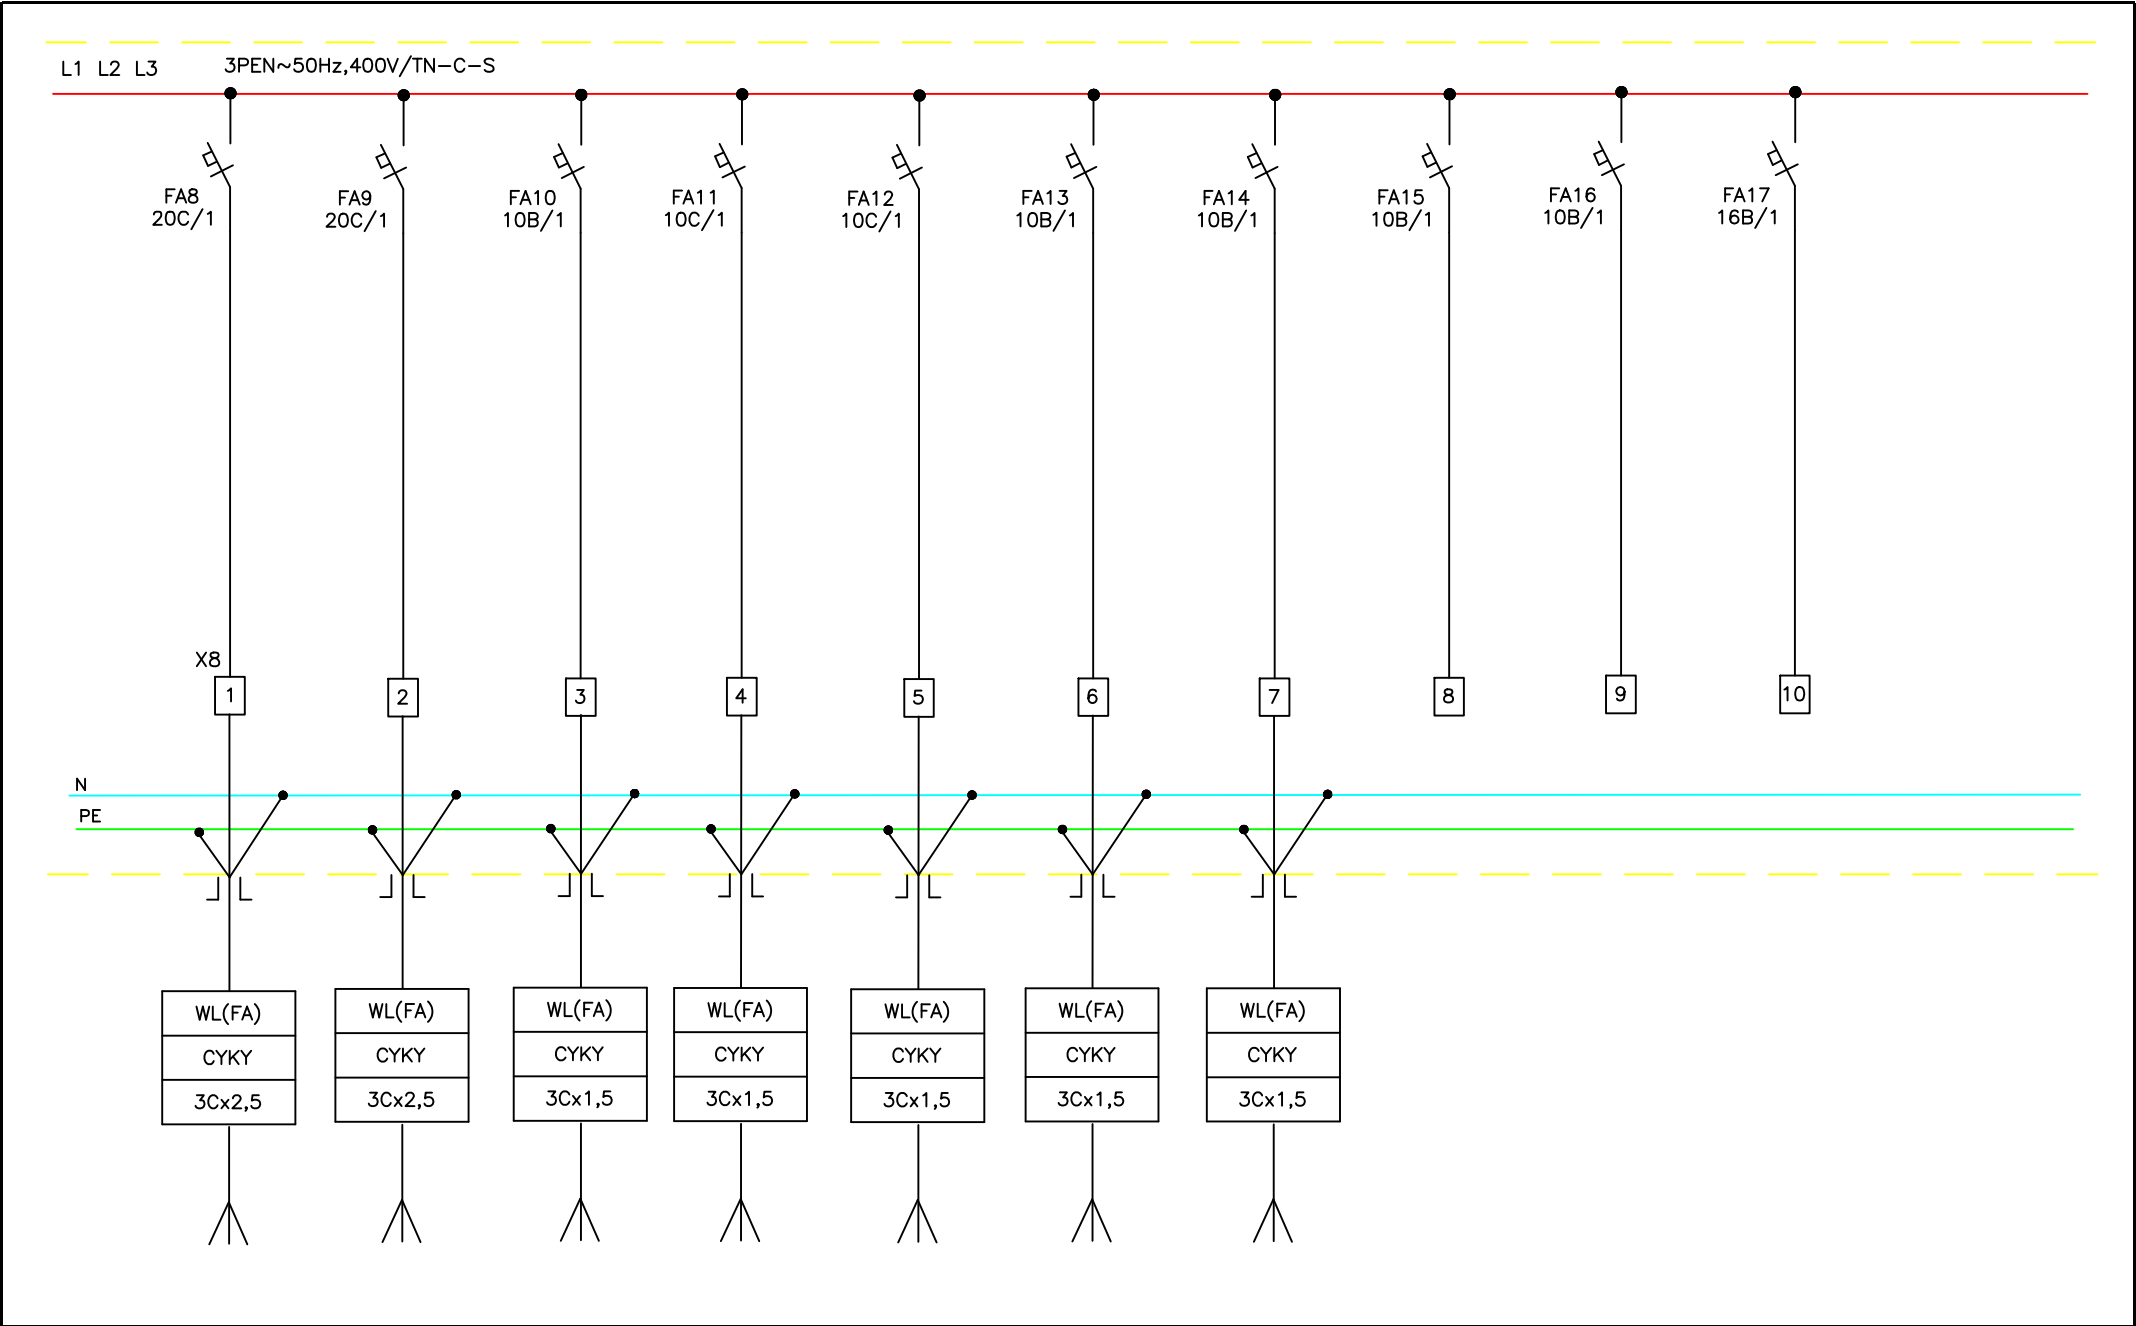 L1 L2 L3 3PEN~50Hz,400V/TN-C-S
FA8
20C/1
FA9
20C/1
FA10
10B/1
FA11
10C/1
FA12
10C/1
FA13
10B/1
FA14
10B/1
FA15
10B/1
FA16
10B/1
FA17
16B/1
X8
1 2 3 4 5 6 7 8 9 10
N
PE
WL(FA)
CYKY
3Cx2,5
WL(FA)
CYKY
3Cx2,5
WL(FA)
CYKY
3Cx1,5
WL(FA)
CYKY
3Cx1,5
WL(FA)
CYKY
3Cx1,5
WL(FA)
CYKY
3Cx1,5
WL(FA)
CYKY
3Cx1,5